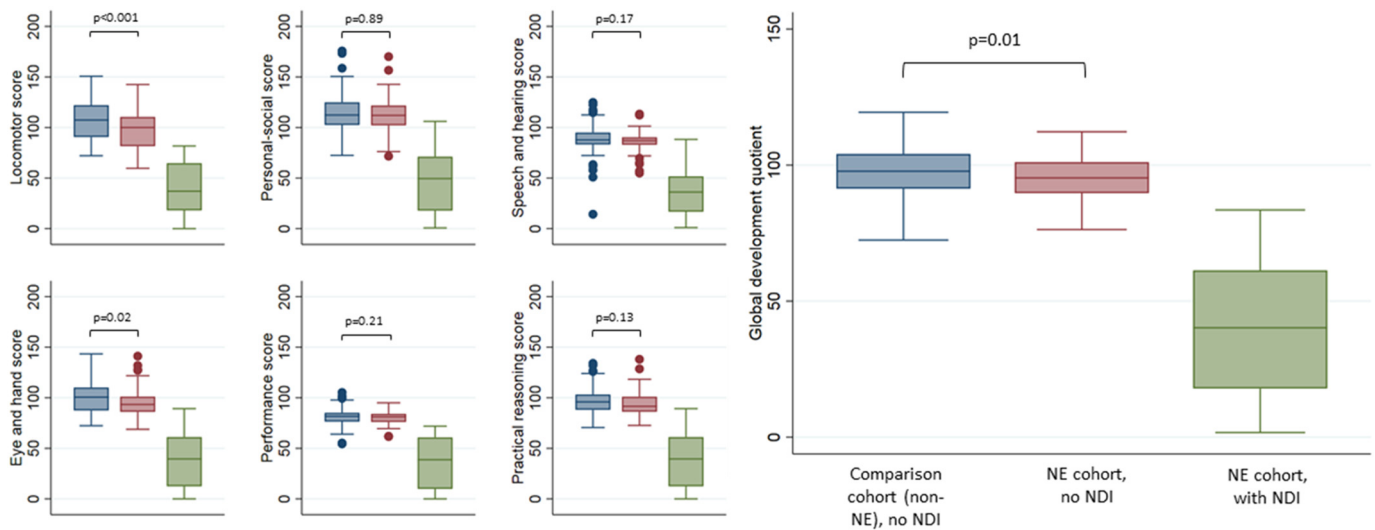 p<0.001
200
150
100
50
0
Locomotor score
p=0.89
200
150
100
50
0
Personal-social score
p=0.17
200
150
100
50
0
Speech and hearing score
p=0.02
200
150
100
50
0
Eye and hand score
p=0.21
200
150
100
50
0
Performance score
p=0.13
200
150
100
50
0
Practical reasoning score
p=0.01
150
100
50
0
Global development quotient
Comparison
cohort (non-
NE), no NDI
NE cohort,
no NDI
NE cohort,
with NDI